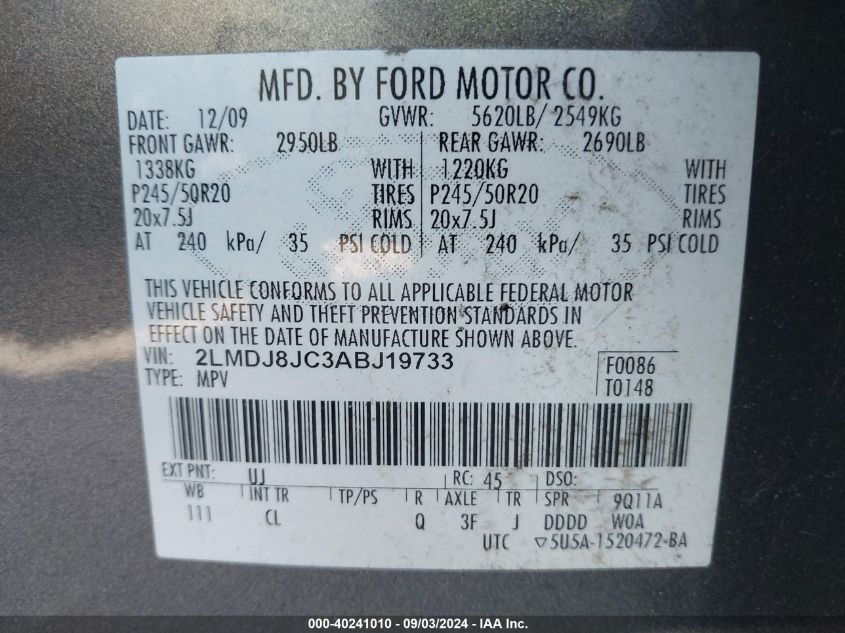 MFD. BY FORD MOTOR CO.
DATE: 12/09 GVWR: 5620LB/ 2549KG
FRONT GAWR: 2950LB REAR GAWR: 2690LB
1338KG WITH 1220KG WITH
P245/50R20 TIRES P245/50R20 TIRES
20x7.5J RIMS 20x7.5J RIMS
AT 240 kPa/ 35 PSI COLD AT 240 kPa/ 35 PSI COLD
THIS VEHICLE CONFORMS TO ALL APPLICABLE FEDERAL MOTOR
VEHICLE SAFETY AND THEFT PREVENTION STANDARDS IN
EFFECT ON THE DATE OF MANUFACTURE SHOWN ABOVE.
VIN: 2LMDJ8JC3ABJ19733 F0086
TYPE: MPV T0148
EXT PNT: UJ RC: 45 DSO:
WB INT TR TP/PS R AXLE TR SPR 9Q11A
111 CL Q 3F J DDDD WOA
UTC ▽5U5A-1520472-BA
000-40241010 - 09/03/2024 - IAA Inc.